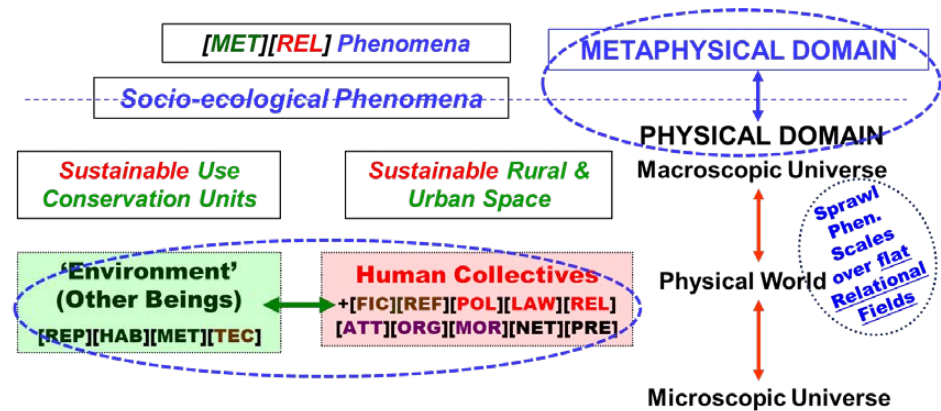 [MET][REL] Phenomena
METAPHYSICAL DOMAIN
Socio-ecological Phenomena
PHYSICAL DOMAIN
Macroscopic Universe
Sustainable Use
Conservation Units
Sustainable Rural &
Urban Space
Sprawl
Phen.
Scales
over flat
Relational
Fields
'Environment'
(Other Beings)
[REP][HAB][MET][TEC]
Human Collectives
+[FIC][REF][POL][LAW][REL]
[ATT][ORG][MOR][NET][PRE]
Physical World
Microscopic Universe